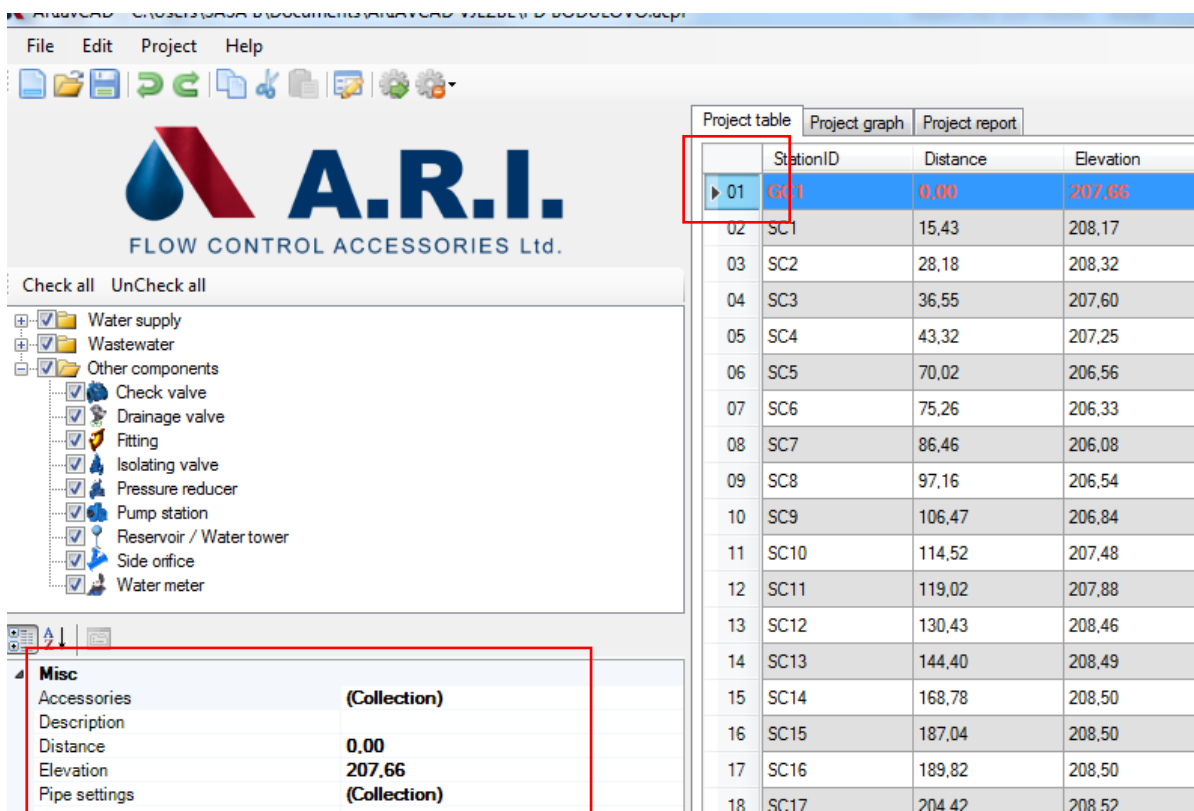 File Edit Project Help
A.R.I.
FLOW CONTROL ACCESSORIES Ltd.
Check all UnCheck all
Water supply
Wastewater
Other components
Check valve
Drainage valve
Fitting
Isolating valve
Pressure reducer
Pump station
Reservoir / Water tower
Side orifice
Water meter
Misc
Accessories (Collection)
Description
Distance 0,00
Elevation 207,66
Pipe settings (Collection)
Project table Project graph Project report
StationID Distance Elevation
01 GC1 0,00 207,66
02 SC1 15,43 208,17
03 SC2 28,18 208,32
04 SC3 36,55 207,60
05 SC4 43,32 207,25
06 SC5 70,02 206,56
07 SC6 75,26 206,33
08 SC7 86,46 206,08
09 SC8 97,16 206,54
10 SC9 106,47 206,84
11 SC10 114,52 207,48
12 SC11 119,02 207,88
13 SC12 130,43 208,46
14 SC13 144,40 208,49
15 SC14 168,78 208,50
16 SC15 187,04 208,50
17 SC16 189,82 208,50
18 SC17 204,42 208,52